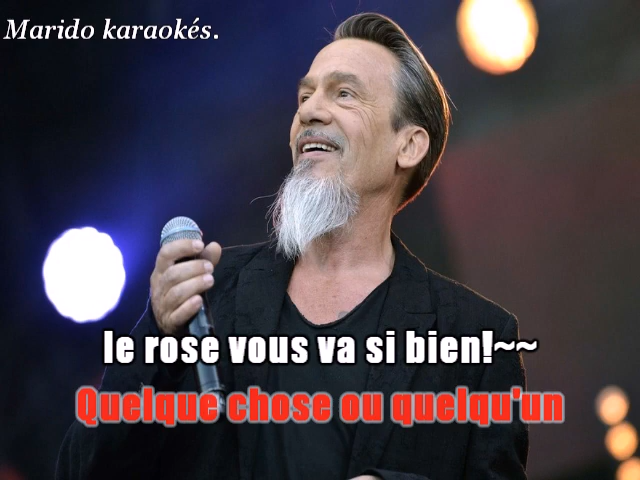 Marido karaokés.
le rose vous va si bien!~~
Quelque chose ou quelqu'un